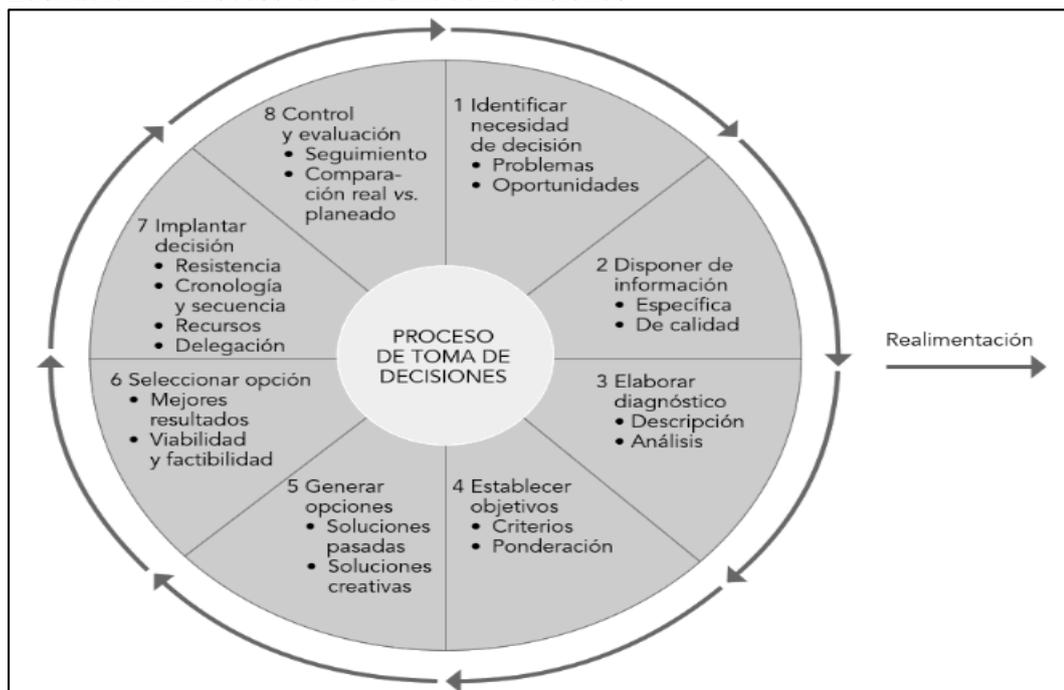 8 Control
y evaluación
• Seguimiento
• Compara-
ción real vs.
planeado
1 Identificar
necesidad
de decisión
• Problemas
• Oportunidades
7 Implantar
decisión
• Resistencia
• Cronología
y secuencia
• Recursos
• Delegación
2 Disponer de
información
• Específica
• De calidad
PROCESO
DE TOMA DE
DECISIONES
Realimentación
6 Seleccionar opción
• Mejores
resultados
• Viabilidad
y factibilidad
3 Elaborar
diagnóstico
• Descripción
• Análisis
5 Generar
opciones
• Soluciones
pasadas
• Soluciones
creativas
4 Establecer
objetivos
• Criterios
• Ponderación